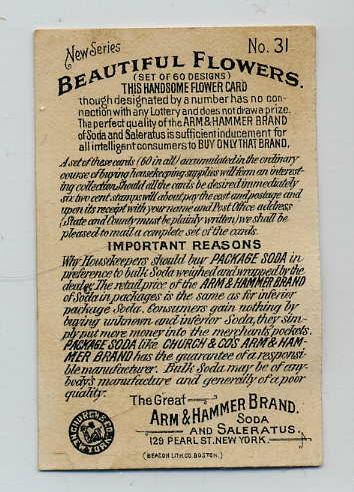 New Series No. 31
BEAUTIFUL FLOWERS.
(SET OF 60 DESIGNS)
THIS HANDSOME FLOWER CARD
though designated by a number has no con-
nection with any Lottery and does not draw a prize.
The perfect quality of the ARM & HAMMER BRAND
of Soda and Saleratus is sufficient inducement for
all intelligent consumers to BUY ONLY THAT BRAND.
A set of these cards (60 in all) accumulated in the ordinary
course of buying housekeeping supplies will form an interest-
ing collection. Should all the cards be desired immediately
six two cent stamps will about pay the cost and postage and
upon its receipt with your name and Post Office address
(State and County must be plainly written) we shall be
pleased to mail a complete set of the cards.
IMPORTANT REASONS
Why Housekeepers should buy PACKAGE SODA in
preference to bulk Soda weighed and wrapped by the
dealer. The retail price of the ARM & HAMMER BRAND
of Soda in packages is the same as for inferior
package Soda. Consumers gain nothing by
buying unknown and inferior Soda, they sim-
ply put more money into the merchants pockets.
PACKAGE SODA like CHURCH & COS ARM & HAM-
MER BRAND has the guarantee of a responsi-
ble manufacturer. Bulk Soda may be of any-
body's manufacture and generally of a poor
quality.
The Great
ARM & HAMMER BRAND.
SODA
AND SALERATUS.
129 PEARL ST. NEW YORK.
CHURCH & CO.
NEW YORK
(BEACON LITH. CO. BOSTON.)